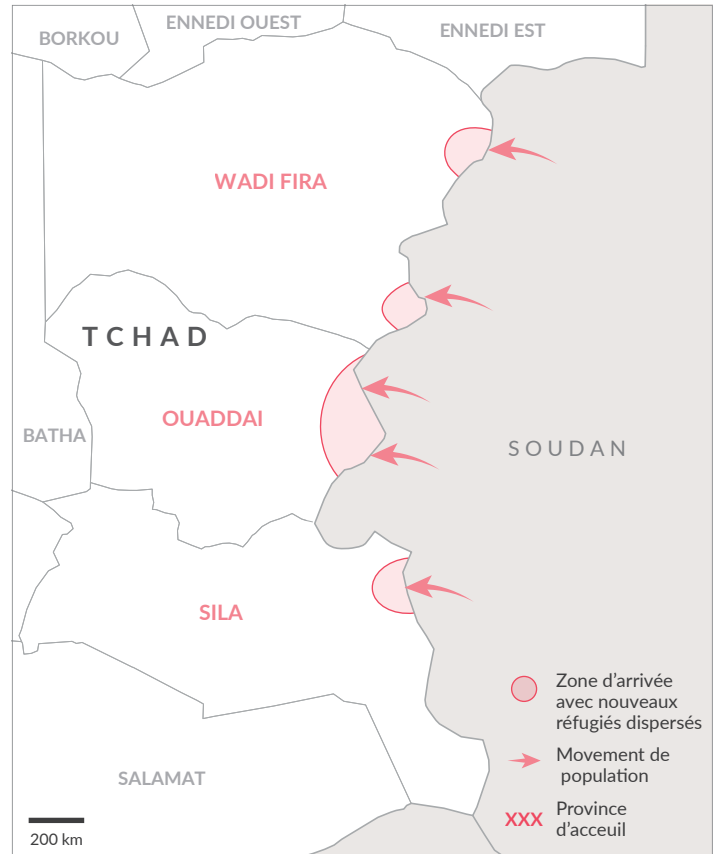 BORKOU
ENNEDI OUEST
ENNEDI EST
WADI FIRA
TCHAD
OUADDAI
BATHA
SOUDAN
SILA
SALAMAT
Zone d'arrivée
avec nouveaux
réfugiés dispersés
Movement de
population
XXX
Province
d'acceuil
200 km